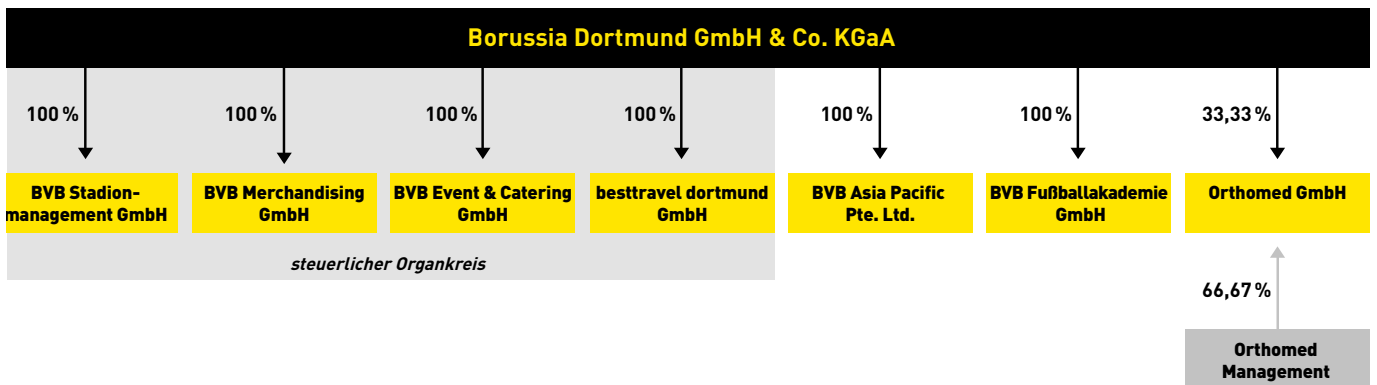 Borussia Dortmund GmbH & Co. KGaA
100 %
100 %
100 %
100 %
100 %
100 %
33,33 %
BVB Stadion-
management GmbH
BVB Merchandising
GmbH
BVB Event & Catering
GmbH
besttravel dortmund
GmbH
BVB Asia Pacific
Pte. Ltd.
BVB Fußballakademie
GmbH
Orthomed GmbH
steuerlicher Organkreis
66,67 %
Orthomed
Management